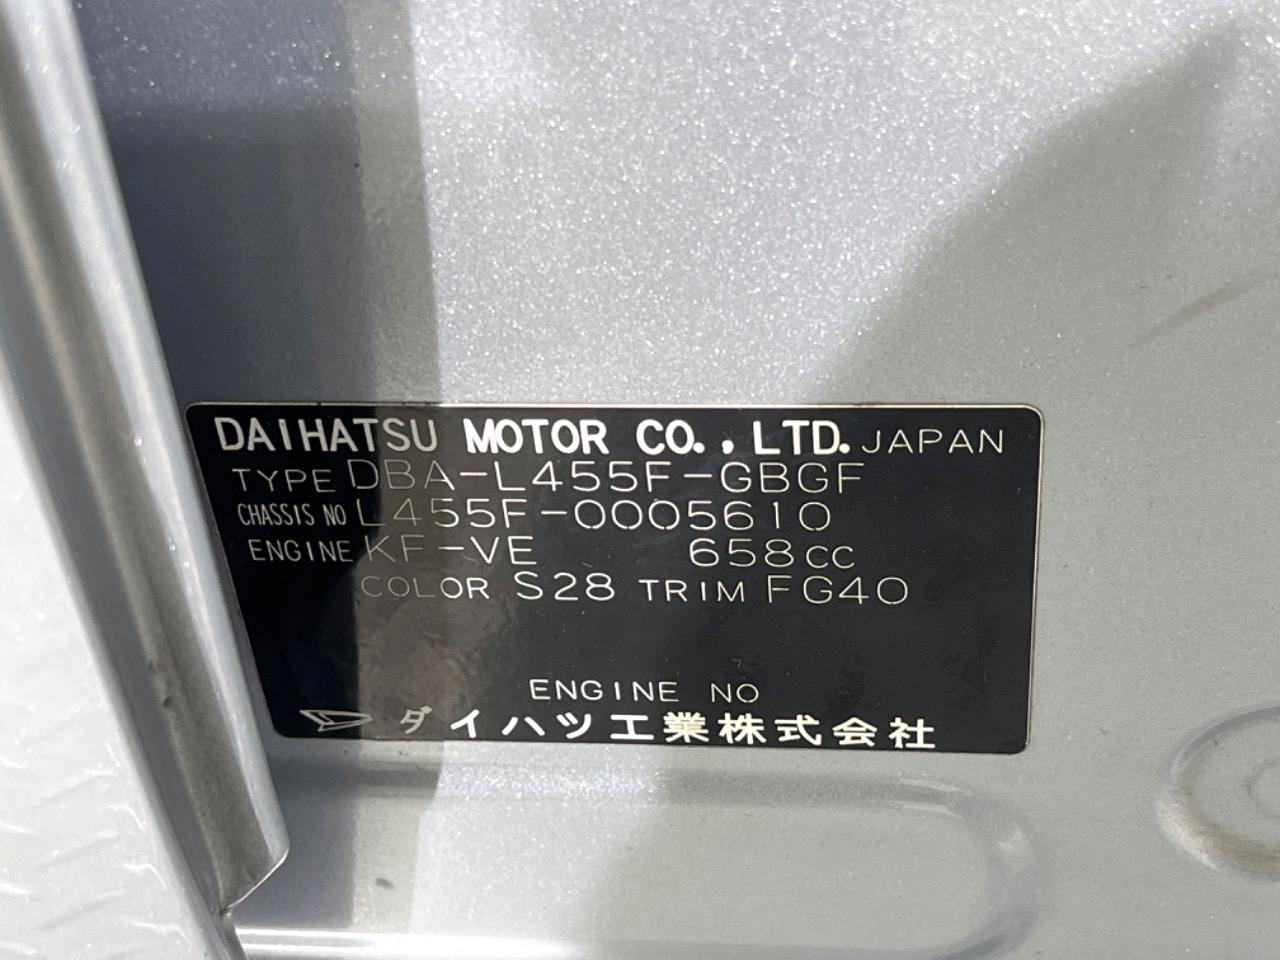 DAIHATSU MOTOR CO., LTD. JAPAN
TYPE DBA-L455F-GBGF
CHASSIS NO L455F-0005610
ENGINE KF-VE 658CC
COLOR S28 TRIM FG40
ENGINE NO
ダイハツ工業株式会社